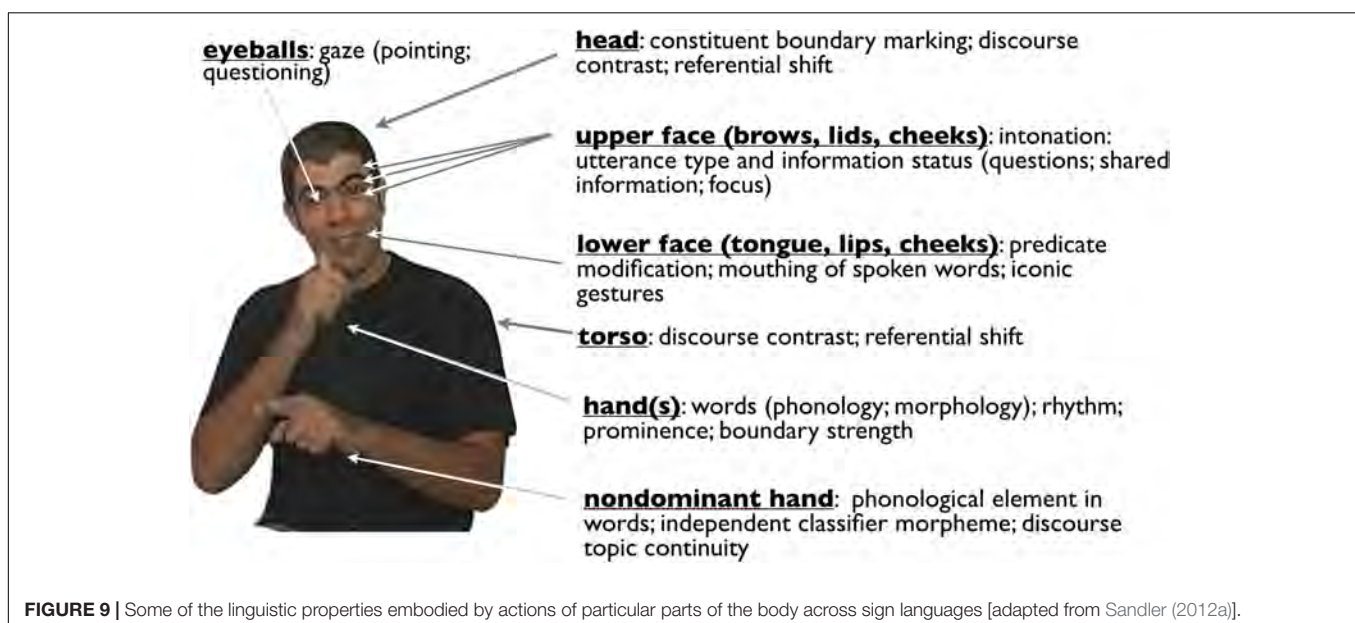 eyeballs: gaze (pointing;
questioning)
head: constituent boundary marking; discourse
contrast; referential shift
upper face (brows, lids, cheeks): intonation:
utterance type and information status (questions; shared
information; focus)
lower face (tongue, lips, cheeks): predicate
modification; mouthing of spoken words; iconic
gestures
torso: discourse contrast; referential shift
hand(s): words (phonology; morphology); rhythm;
prominence; boundary strength
nondominant hand: phonological element in
words; independent classifier morpheme; discourse
topic continuity
FIGURE 9 | Some of the linguistic properties embodied by actions of particular parts of the body across sign languages [adapted from Sandler (2012a)].